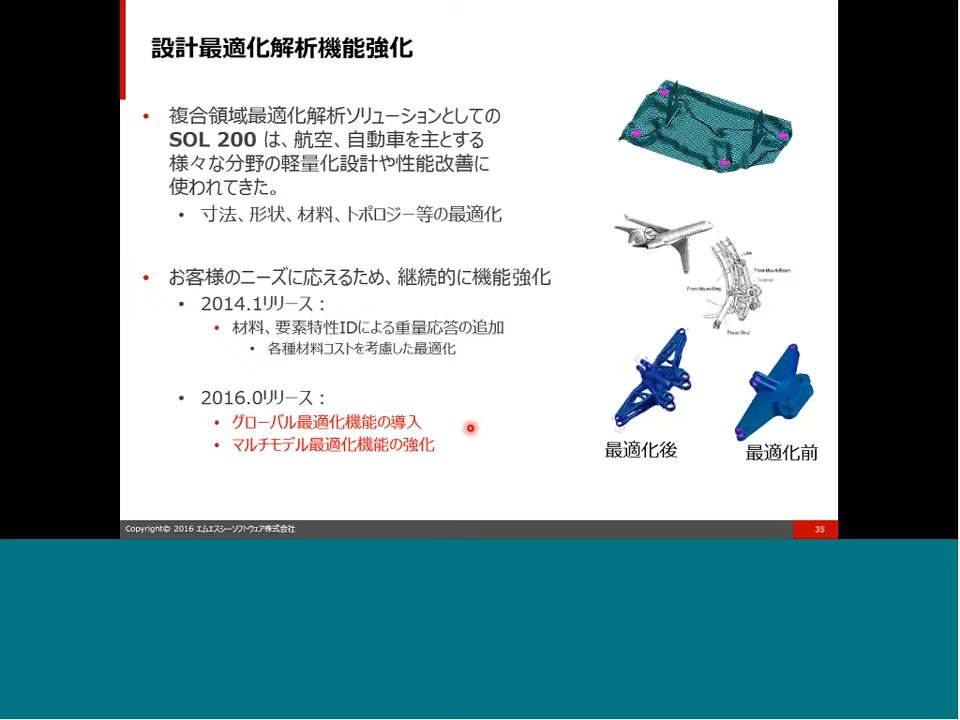 設計最適化解析機能強化
• 複合領域最適化解析ソリューションとしての
SOL 200 は、航空、自動車を主とする
様々な分野の軽量化設計や性能改善に
使われてきた。
• 寸法、形状、材料、トポロジー等の最適化
• お客様のニーズに応えるため、継続的に機能強化
• 2014.1リリース：
• 材料、要素特性IDによる重量応答の追加
• 各種材料コストを考慮した最適化
• 2016.0リリース：
• グローバル最適化機能の導入
• マルチモデル最適化機能の強化
Front-Mount-Beam
Front-Mount-Ring
最適化後
最適化前
Copyright© 2016 エムエスシーソフトウェア株式会社
35